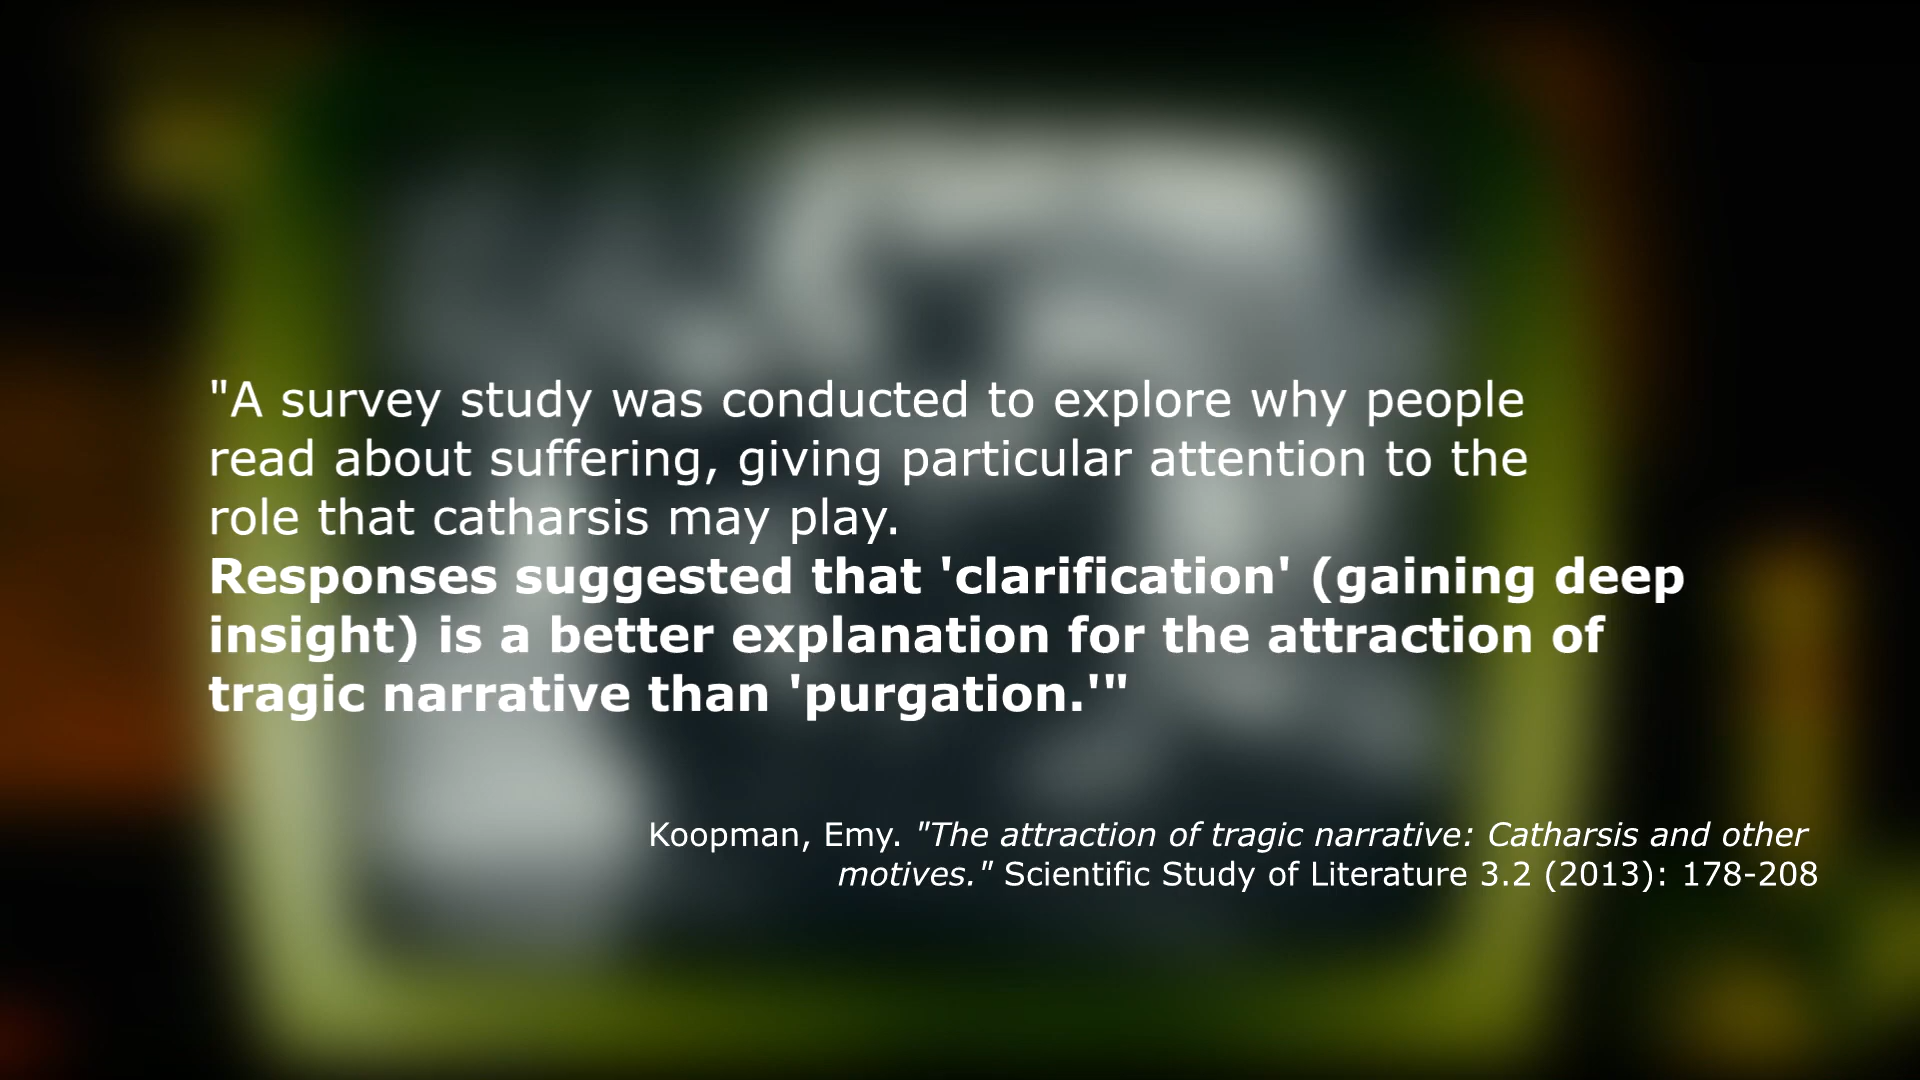 "A survey study was conducted to explore why people
read about suffering, giving particular attention to the
role that catharsis may play.
Responses suggested that 'clarification' (gaining deep
insight) is a better explanation for the attraction of
tragic narrative than 'purgation.'"
Koopman, Emy. "The attraction of tragic narrative: Catharsis and other
motives." Scientific Study of Literature 3.2 (2013): 178-208